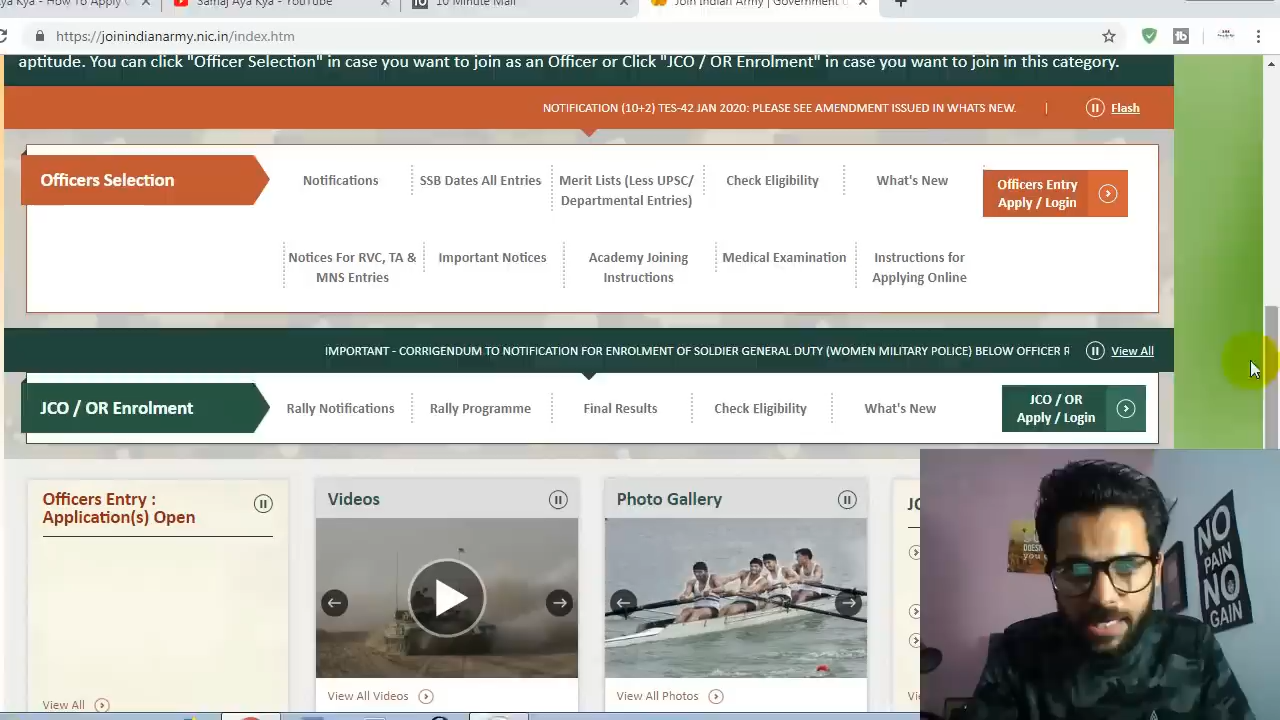 Samaj Aya Kya - YouTube
10 Minute Mail
Join Indian Army | Government
https://joinindianarmy.nic.in/index.htm
aptitude. You can click "Officer Selection" in case you want to join as an Officer or Click "JCO / OR Enrolment" in case you want to join in this category.
NOTIFICATION (10+2) TES-42 JAN 2020: PLEASE SEE AMENDMENT ISSUED IN WHATS NEW. |
Flash
Officers Selection
Notifications
SSB Dates All Entries
Merit Lists (Less UPSC/
Departmental Entries)
Check Eligibility
What's New
Officers Entry
Apply / Login
Notices For RVC, TA &
MNS Entries
Important Notices
Academy Joining
Instructions
Medical Examination
Instructions for
Applying Online
IMPORTANT - CORRIGENDUM TO NOTIFICATION FOR ENROLMENT OF SOLDIER GENERAL DUTY (WOMEN MILITARY POLICE) BELOW OFFICER
View All
JCO / OR Enrolment
Rally Notifications
Rally Programme
Final Results
Check Eligibility
What's New
JCO / OR
Apply / Login
Officers Entry :
Application(s) Open
View All
Videos
View All Videos
Photo Gallery
View All Photos
NO
PAIN
NO
GAIN